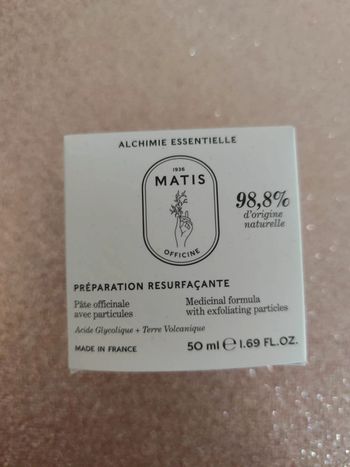 ALCHIMIE ESSENTIELLE
1936
MATIS
OFFICINE
98,8%
d'origine
naturelle
PRÉPARATION RESURFAÇANTE
Pâte officinale
avec particules
Medicinal formula
with exfoliating particles
Acide Glycolique + Terre Volcanique
MADE IN FRANCE
50 ml ℮ 1.69 FL.OZ.